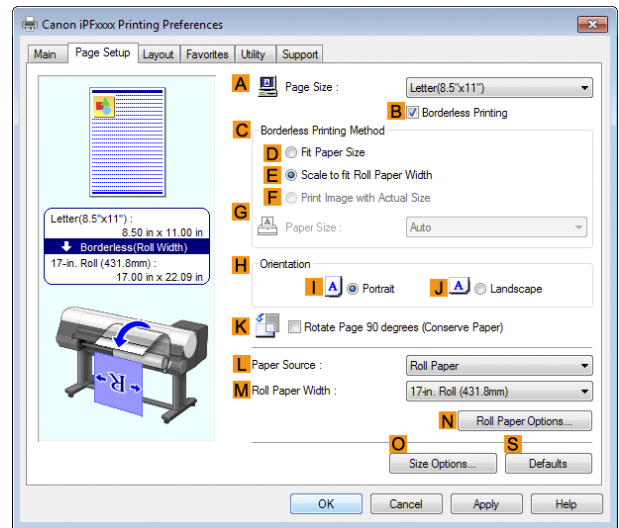 Canon iPFxxxx Printing Preferences
Main Page Setup Layout Favorites Utility Support
A Page Size : Letter(8.5"x11")
B Borderless Printing
C Borderless Printing Method
D Fit Paper Size
E Scale to fit Roll Paper Width
F Print Image with Actual Size
G Paper Size : Auto
Letter(8.5"x11") :
8.50 in x 11.00 in
Borderless(Roll Width)
17-in. Roll (431.8mm) :
17.00 in x 22.09 in
H Orientation
I A Portrait J A Landscape
K Rotate Page 90 degrees (Conserve Paper)
R
L Paper Source : Roll Paper
M Roll Paper Width : 17-in. Roll (431.8mm)
N Roll Paper Options...
O S
Size Options... Defaults
OK Cancel Apply Help